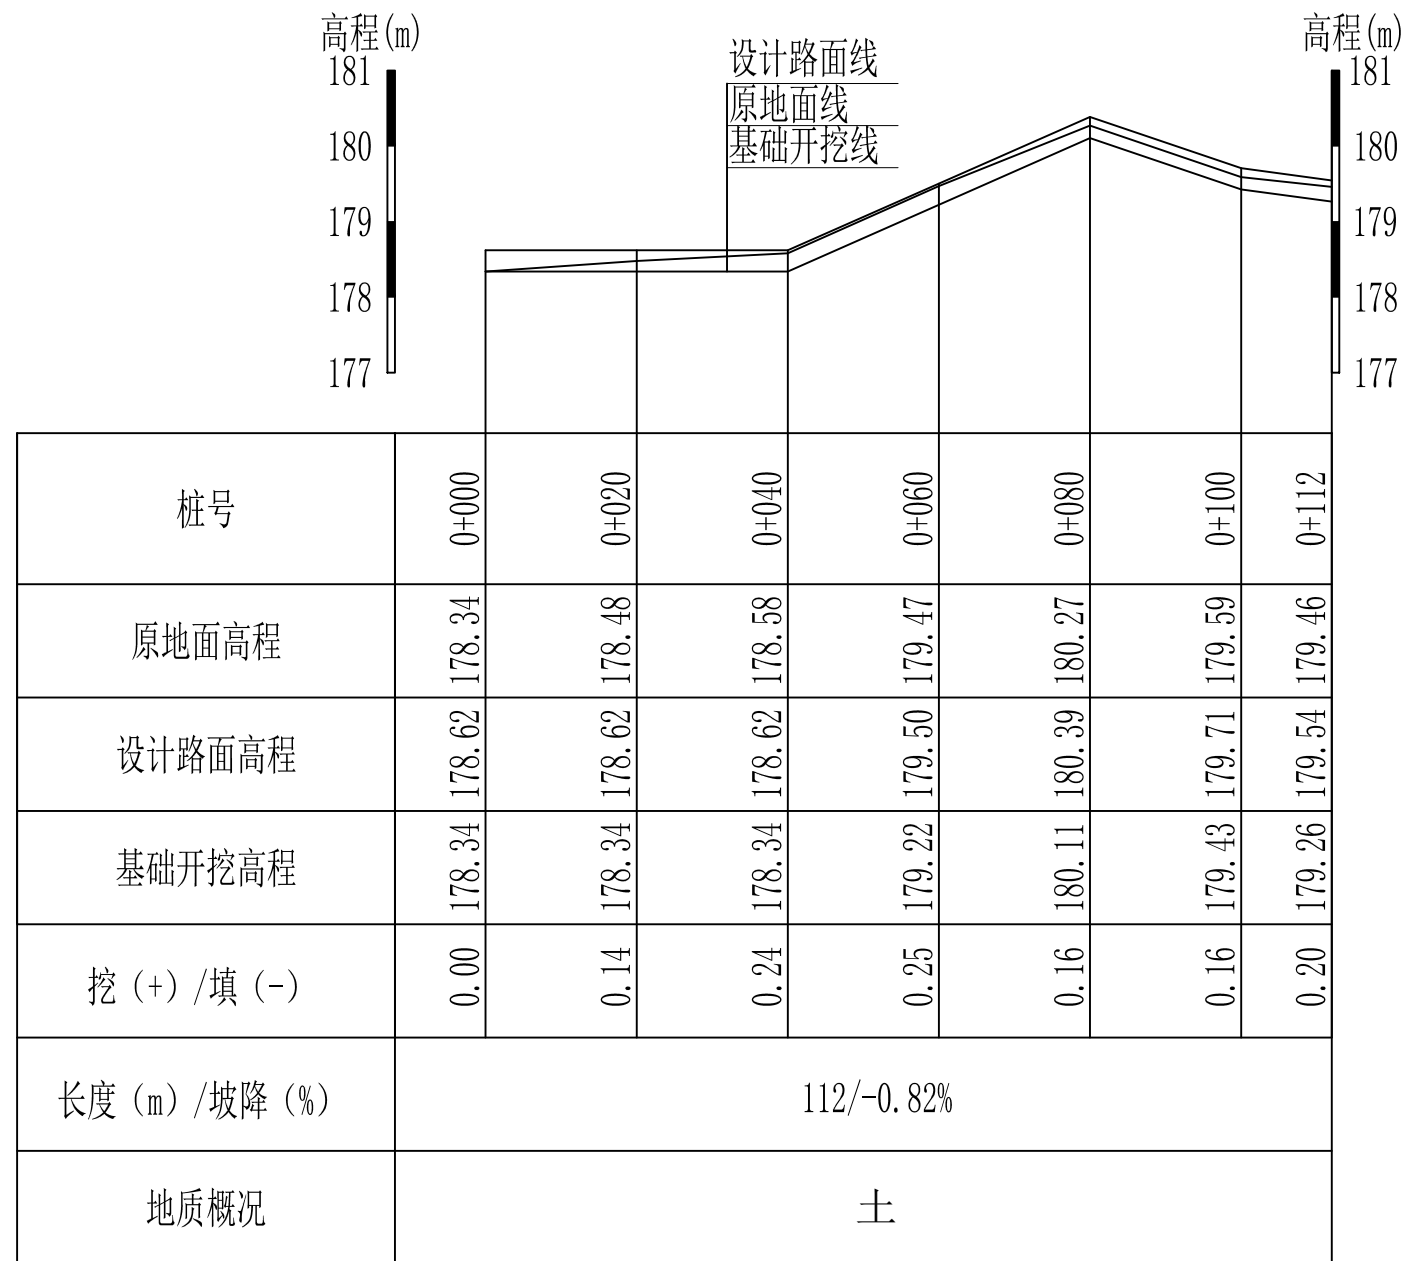 高程(m)
高程(m)
181
180
179
178
177
设计路面线
原地面线
基础开挖线
181
180
179
178
177
桩号 0+000 0+020 0+040 0+060 0+080 0+100 0+112
原地面高程 178.34 178.48 178.58 179.47 180.27 179.59 179.46
设计路面高程 178.62 178.62 178.62 179.50 180.39 179.71 179.54
基础开挖高程 178.34 178.34 178.34 179.22 180.11 179.43 179.26
挖(+)/填(-) 0.00 0.14 0.24 0.25 0.16 0.16 0.20
长度(m)/坡降(%) 112/-0.82%
地质概况 土